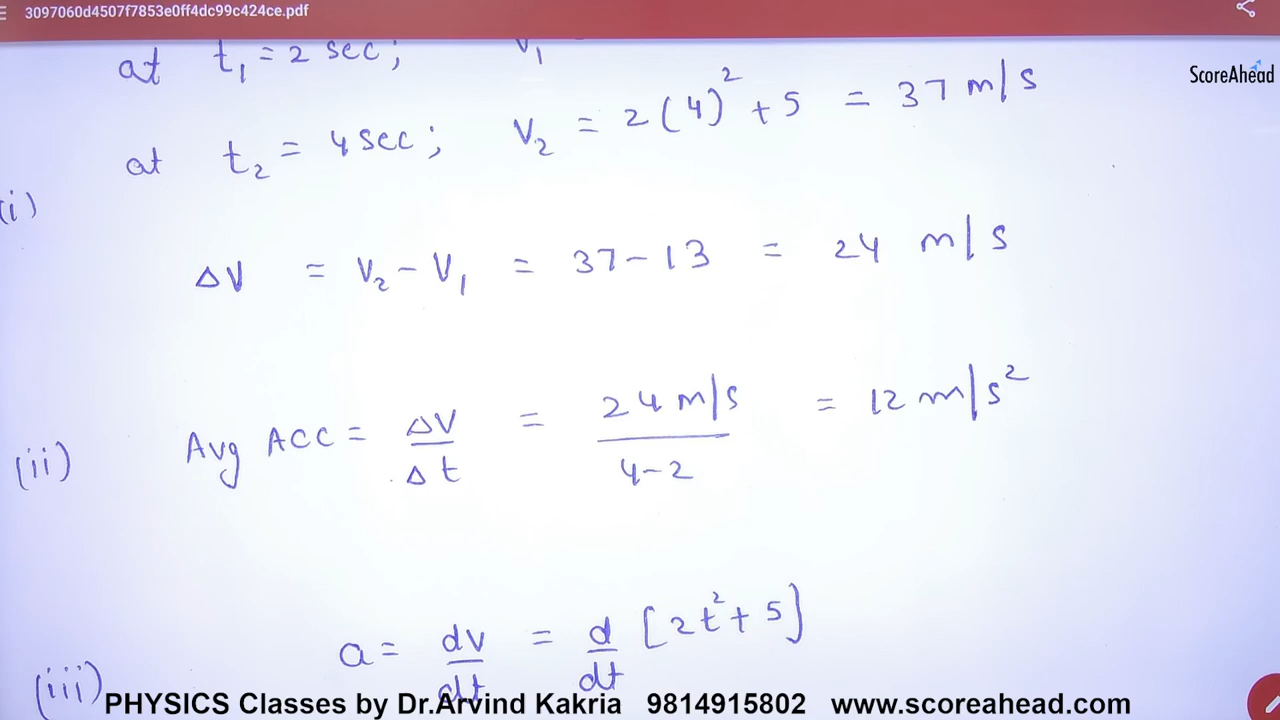 3097060d4507f7853e0ff4dc99c424ce.pdf
ScoreAhead
at t₁ = 2 sec; V₁
at t₂ = 4 sec; V₂ = 2(4)² + 5 = 37 m/s
(i)
ΔV = V₂ - V₁ = 37 - 13 = 24 m/s
(ii) Avg ACC = ΔV/Δt = 24 m/s / 4-2 = 12 m/s²
(iii) a = dv/dt = d/dt [2t² + 5]
PHYSICS Classes by Dr.Arvind Kakria 9814915802 www.scoreahead.com